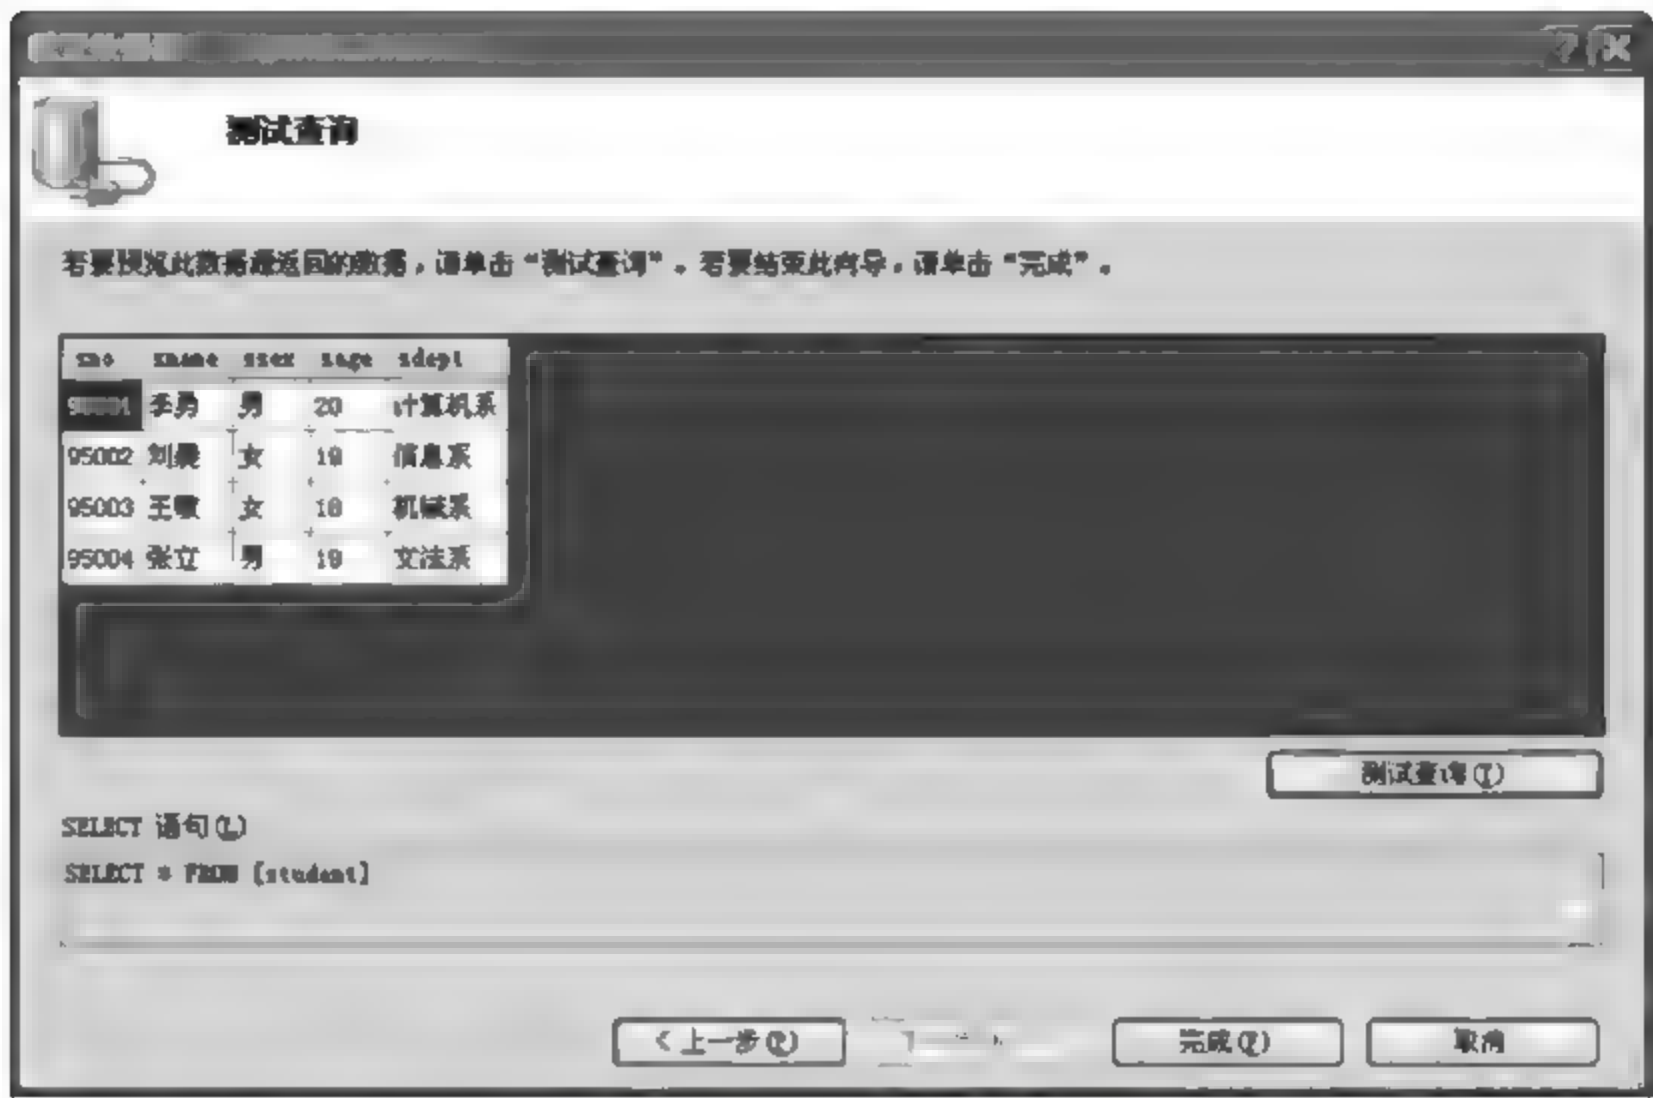 测试查询
若要预览此数据源返回的数据，请单击“测试查询”。若要结束此向导，请单击“完成”。
sno sname ssex sage sdept
95001 李勇 男 20 计算机系
95002 刘晨 女 19 信息系
95003 王敏 女 18 机械系
95004 张立 男 19 文法系
测试查询(T)
SELECT 语句(L)
SELECT * FROM [student]
<上一步(P) 完成(F) 取消